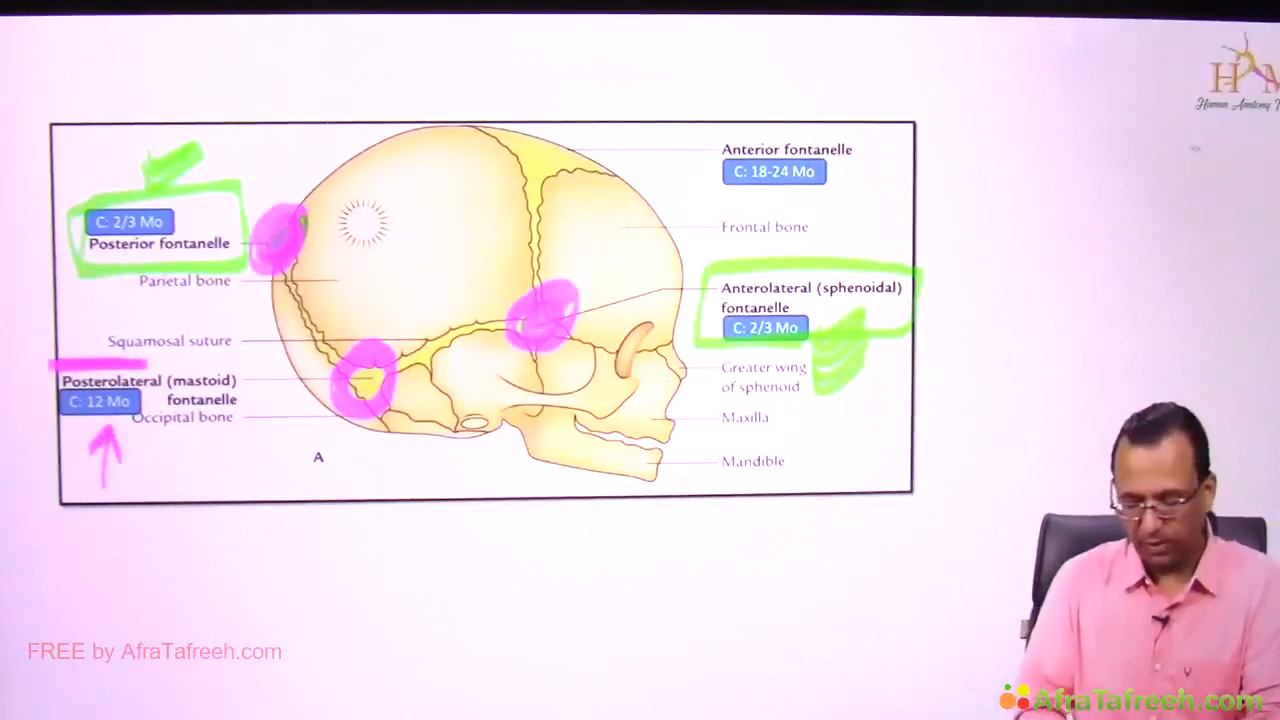 H A
Human Anatomy
Anterior fontanelle
C: 18-24 Mo
C: 2/3 Mo
Posterior fontanelle
Frontal bone
Parietal bone
Anterolateral (sphenoidal)
fontanelle
C: 2/3 Mo
Squamosal suture
Greater wing
of sphenoid
Posterolateral (mastoid)
fontanelle
C: 12 Mo
Occipital bone
Maxilla
A
Mandible
FREE by AfraTafreeh.com
AfraTafreeh.com